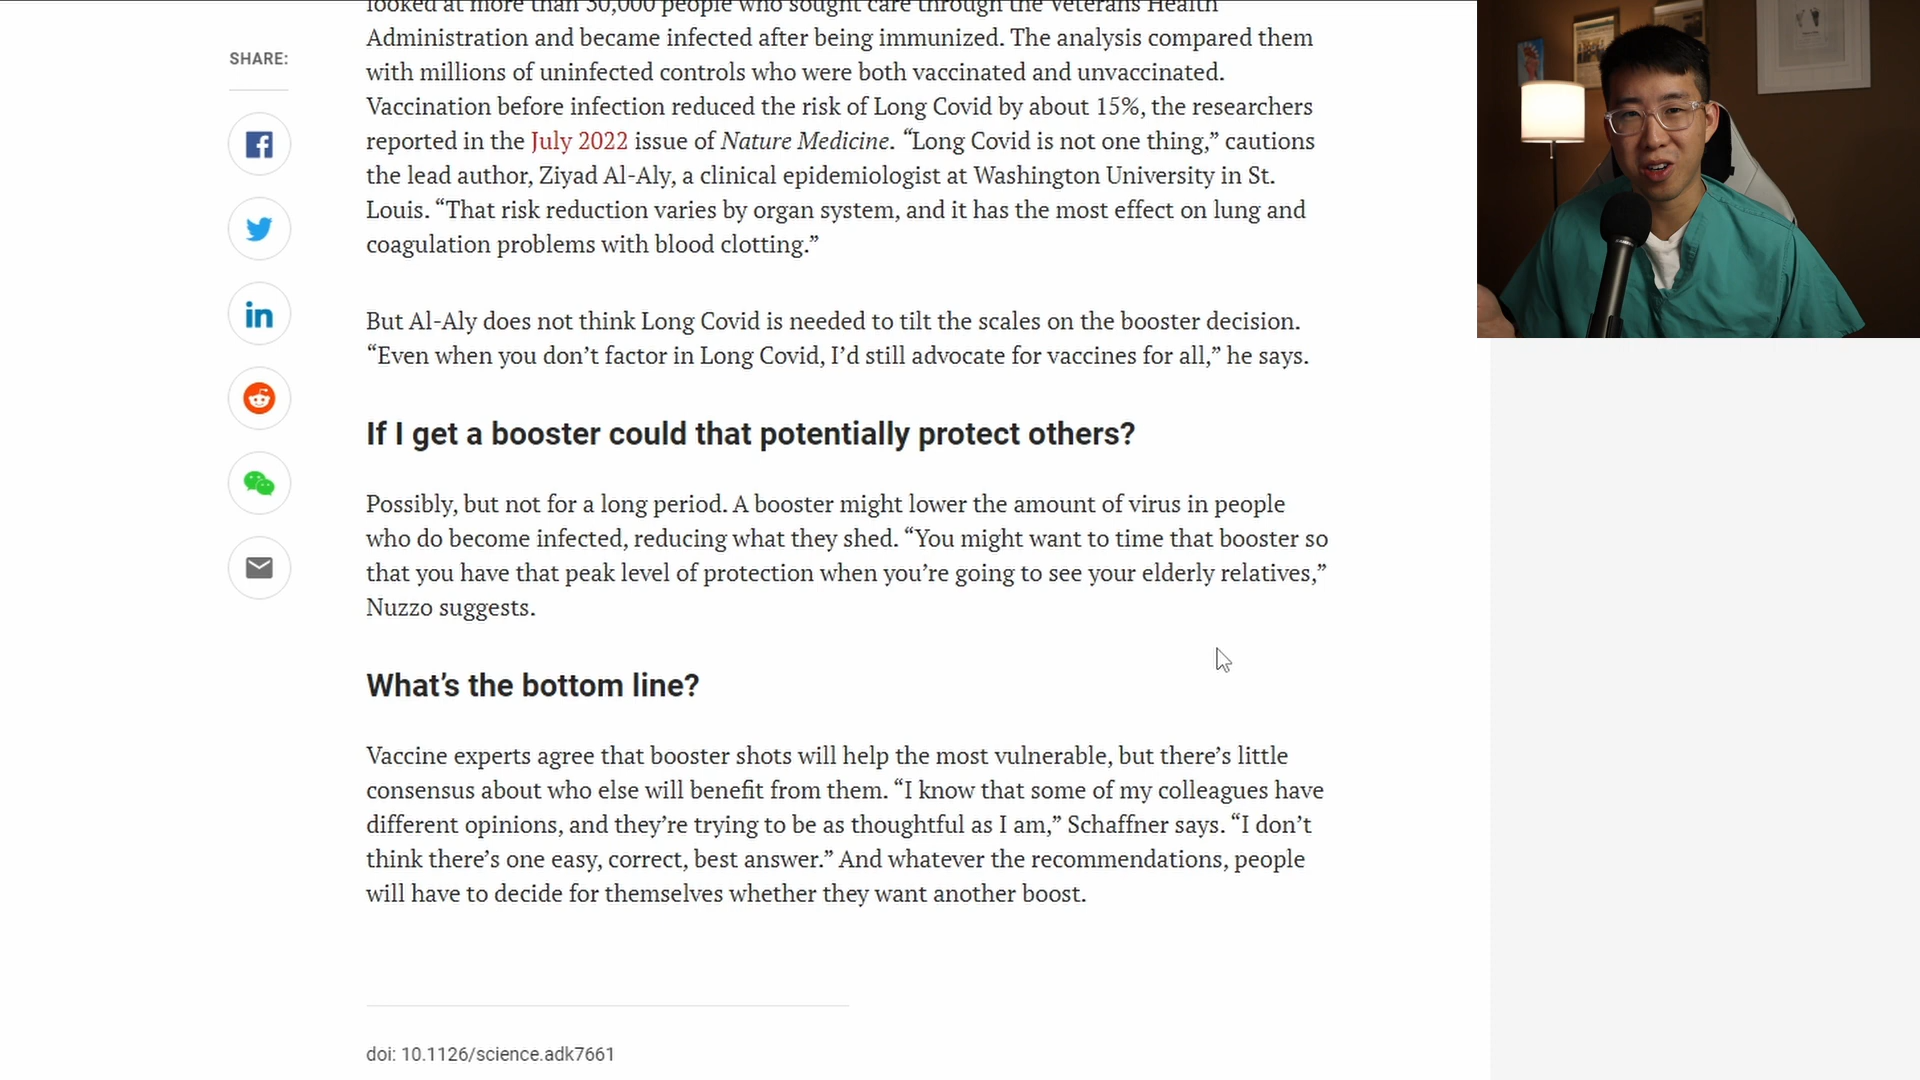 SHARE:
looked at more than 30,000 people who sought care through the Veterans Health
Administration and became infected after being immunized. The analysis compared them
with millions of uninfected controls who were both vaccinated and unvaccinated.
Vaccination before infection reduced the risk of Long Covid by about 15%, the researchers
reported in the July 2022 issue of Nature Medicine. “Long Covid is not one thing,” cautions
the lead author, Ziyad Al-Aly, a clinical epidemiologist at Washington University in St.
Louis. “That risk reduction varies by organ system, and it has the most effect on lung and
coagulation problems with blood clotting.”
But Al-Aly does not think Long Covid is needed to tilt the scales on the booster decision.
“Even when you don’t factor in Long Covid, I’d still advocate for vaccines for all,” he says.
If I get a booster could that potentially protect others?
Possibly, but not for a long period. A booster might lower the amount of virus in people
who do become infected, reducing what they shed. “You might want to time that booster so
that you have that peak level of protection when you’re going to see your elderly relatives,”
Nuzzo suggests.
What’s the bottom line?
Vaccine experts agree that booster shots will help the most vulnerable, but there’s little
consensus about who else will benefit from them. “I know that some of my colleagues have
different opinions, and they’re trying to be as thoughtful as I am,” Schaffner says. “I don’t
think there’s one easy, correct, best answer.” And whatever the recommendations, people
will have to decide for themselves whether they want another boost.
doi: 10.1126/science.adk7661